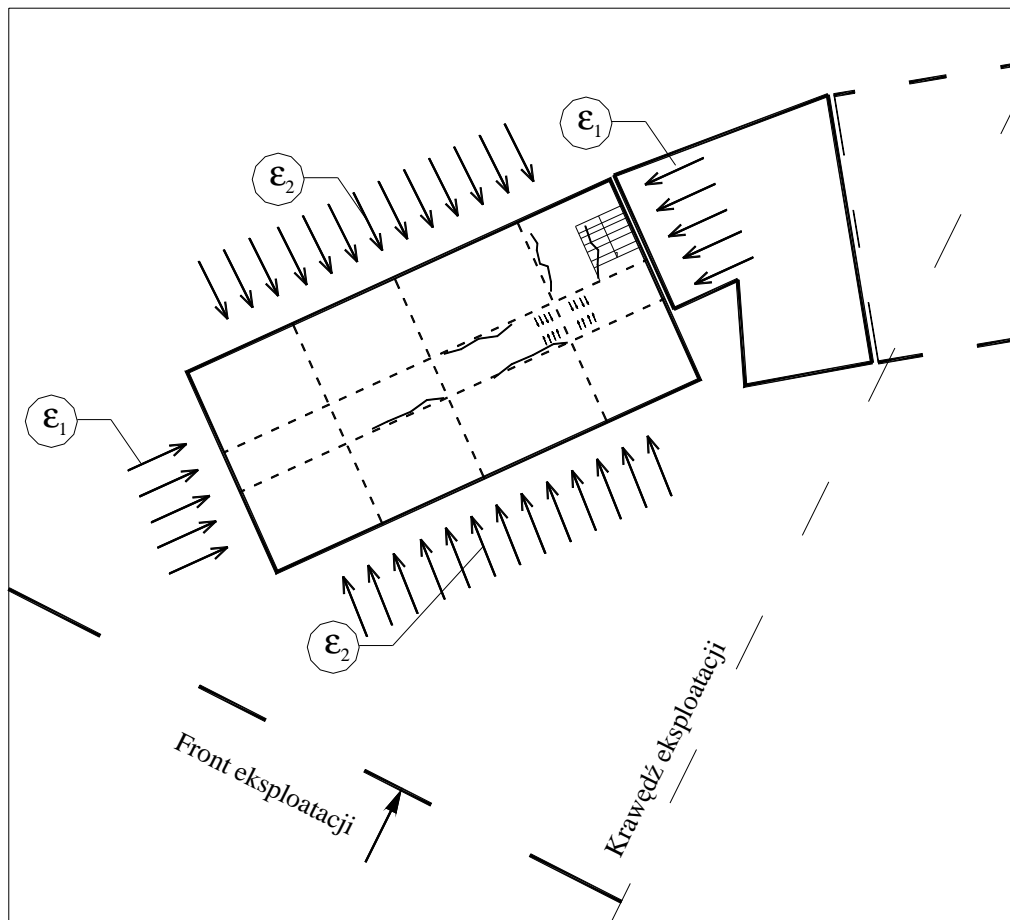 ε1
ε2
ε1
ε2
Krawędź eksploatacji
Front eksploatacji